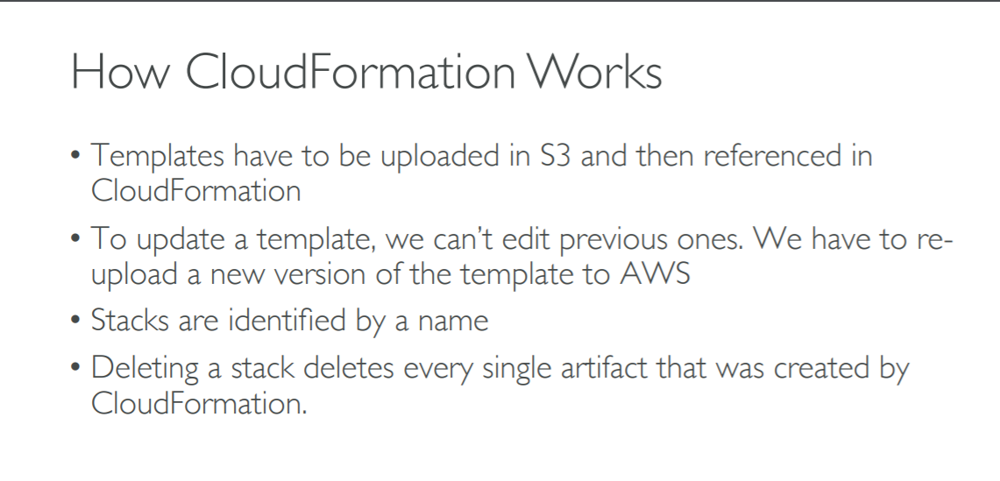 How CloudFormation Works
• Templates have to be uploaded in S3 and then referenced in
CloudFormation
• To update a template, we can’t edit previous ones. We have to re-
upload a new version of the template to AWS
• Stacks are identified by a name
• Deleting a stack deletes every single artifact that was created by
CloudFormation.